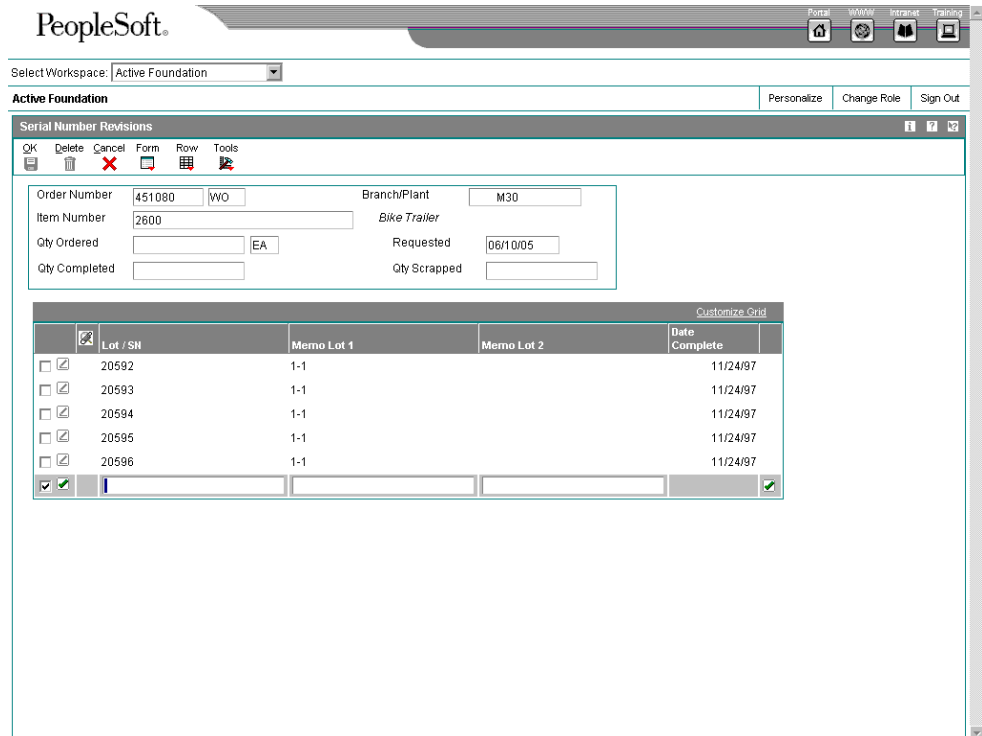 PeopleSoft.
Portal WWW Intranet Training
Select Workspace: Active Foundation
Active Foundation Personalize Change Role Sign Out
Serial Number Revisions i ? ?
OK Delete Cancel Form Row Tools
Order Number 451080 WO Branch/Plant M30
Item Number 2600 Bike Trailer
Qty Ordered EA Requested 06/10/05
Qty Completed Qty Scrapped
Customize Grid
Lot / SN Memo Lot 1 Memo Lot 2 Date Complete
20592 1-1 11/24/97
20593 1-1 11/24/97
20594 1-1 11/24/97
20595 1-1 11/24/97
20596 1-1 11/24/97